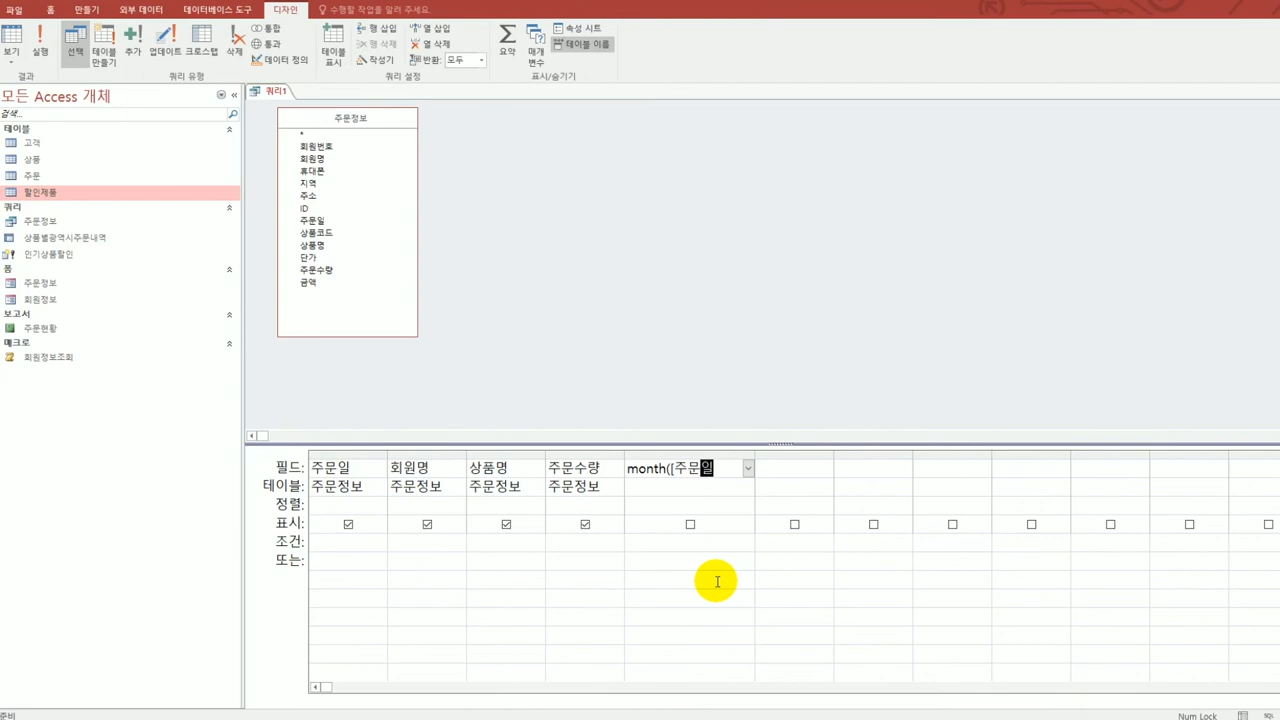 파일 홈 만들기 외부 데이터 데이터베이스 도구 디자인 수행할 작업을 알려 주세요.
보기 실행 선택 테이블 만들기 추가 업데이트 크로스탭 삭제
통합
통과
데이터 정의
테이블 표시
행 삽입
행 삭제
작성기
열 삽입
열 삭제
반환: 모두
요약 매개 변수
속성 시트
테이블 이름
결과 쿼리 유형 쿼리 설정 표시/숨기기
모든 Access 개체
검색...
테이블
고객
상품
주문
할인제품
쿼리
주문정보
상품별광역시주문내역
인기상품할인
폼
주문정보
회원정보
보고서
주문현황
매크로
회원정보조회
쿼리1
주문정보
*
회원번호
회원명
휴대폰
지역
주소
ID
주문일
상품코드
상품명
단가
주문수량
금액
필드: 주문일 회원명 상품명 주문수량 month([주문일
테이블: 주문정보 주문정보 주문정보 주문정보
정렬:
표시:
조건:
또는:
준비 Num Lock